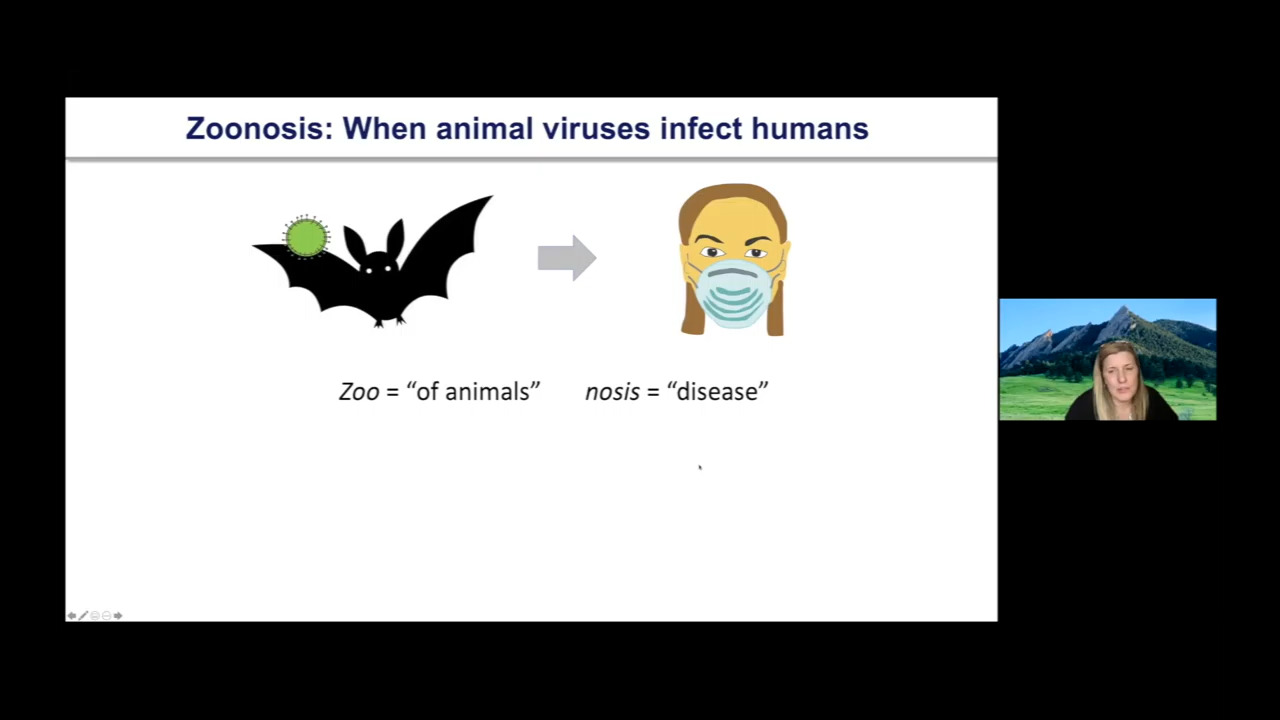 Zoonosis: When animal viruses infect humans
Zoo = “of animals” nosis = “disease”